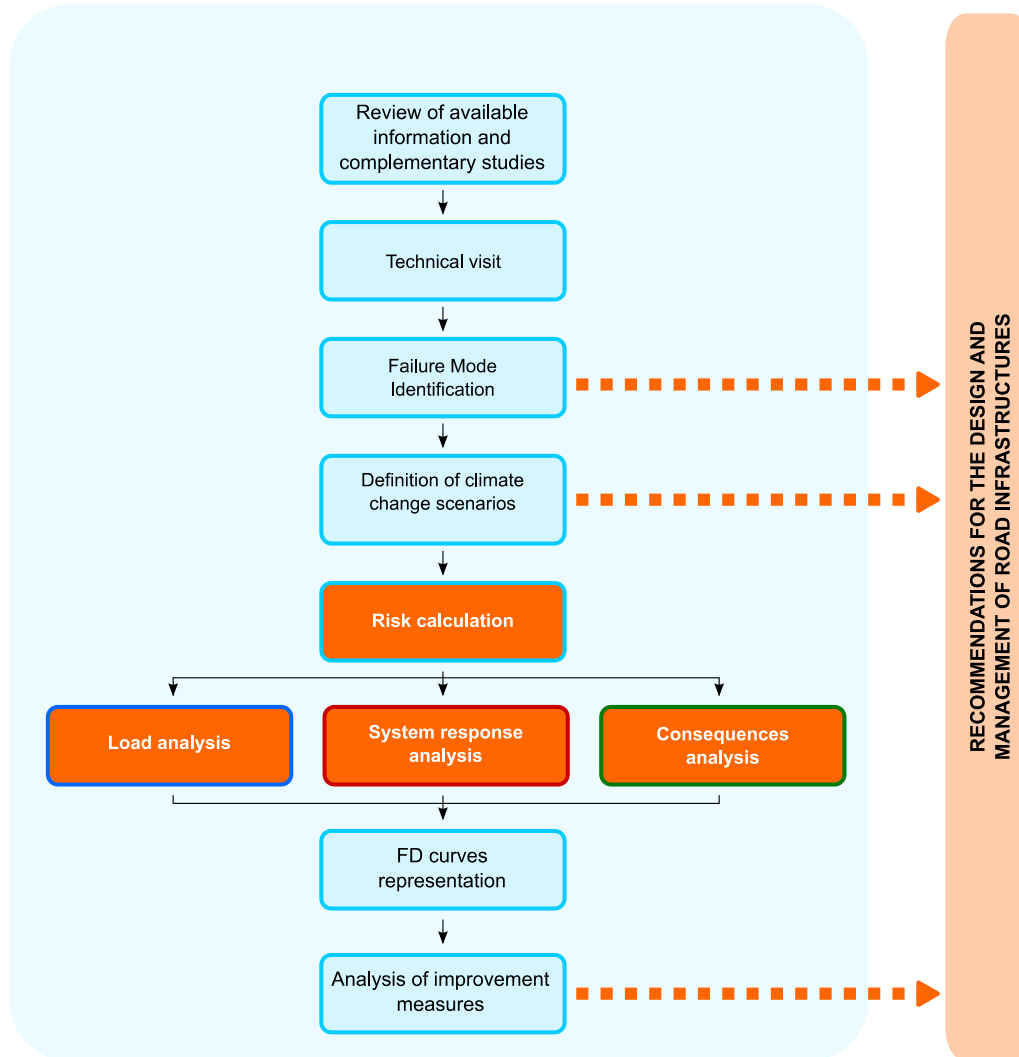 Review of available
information and
complementary studies
Technical visit
Failure Mode
Identification
Definition of climate
change scenarios
Risk calculation
Load analysis
System response
analysis
Consequences
analysis
FD curves
representation
Analysis of improvement
measures
RECOMMENDATIONS FOR THE DESIGN AND
MANAGEMENT OF ROAD INFRASTRUCTURES